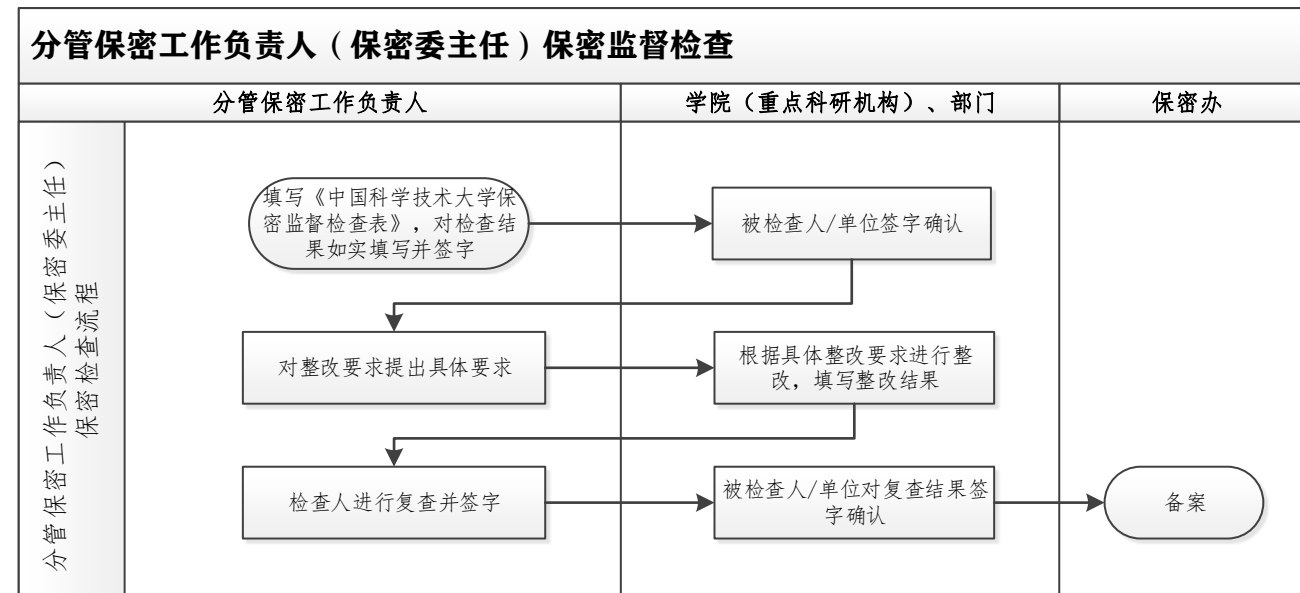 分管保密工作负责人（保密委主任）保密监督检查
分管保密工作负责人
学院（重点科研机构）、部门
保密办
分管保密工作负责人（保密委主任）
保密检查流程
填写《中国科学技术大学保
密监督检查表》，对检查结
果如实填写并签字
被检查人/单位签字确认
对整改要求提出具体要求
根据具体整改要求进行整
改，填写整改结果
检查人进行复查并签字
被检查人/单位对复查结果签
字确认
备案